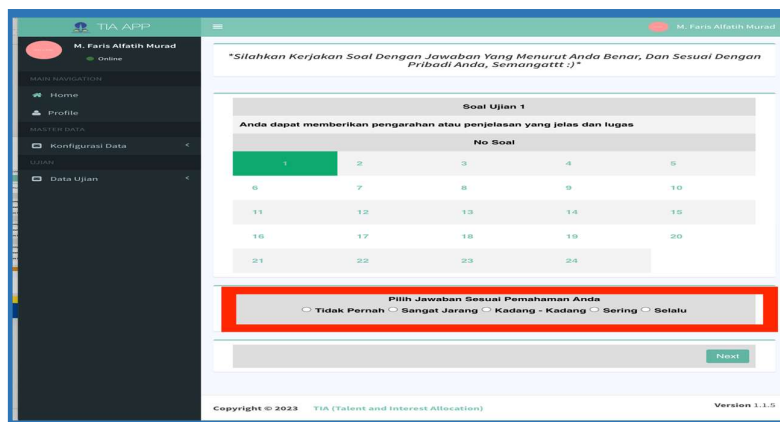 TIA APP
M. Faris Alfatih Murad
M. Faris Alfatih Murad
Online
MAIN NAVIGATION
Home
Profile
MASTER DATA
Konfigurasi Data
UJIAN
Data Ujian
"Silahkan Kerjakan Soal Dengan Jawaban Yang Menurut Anda Benar, Dan Sesuai Dengan
Pribadi Anda, Semangattt :)"
Soal Ujian 1
Anda dapat memberikan pengarahan atau penjelasan yang jelas dan lugas
No Soal
1 2 3 4 5
6 7 8 9 10
11 12 13 14 15
16 17 18 19 20
21 22 23 24
Pilih Jawaban Sesuai Pemahaman Anda
Tidak Pernah Sangat Jarang Kadang - Kadang Sering Selalu
Next
Copyright © 2023 TIA (Talent and Interest Allocation) Version 1.1.5